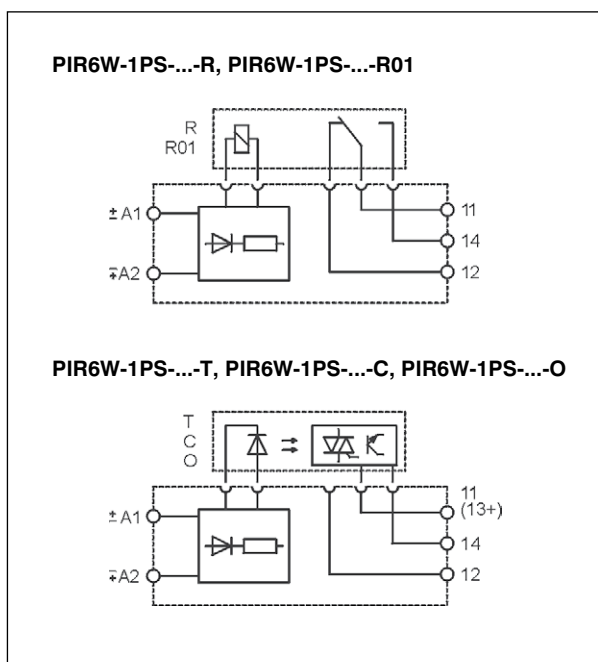 PIR6W-1PS-...-R, PIR6W-1PS-...-R01
R
R01
± A1
11
14
∓ A2
12
PIR6W-1PS-...-T, PIR6W-1PS-...-C, PIR6W-1PS-...-O
T
C
O
11
± A1
(13+)
14
∓ A2
12